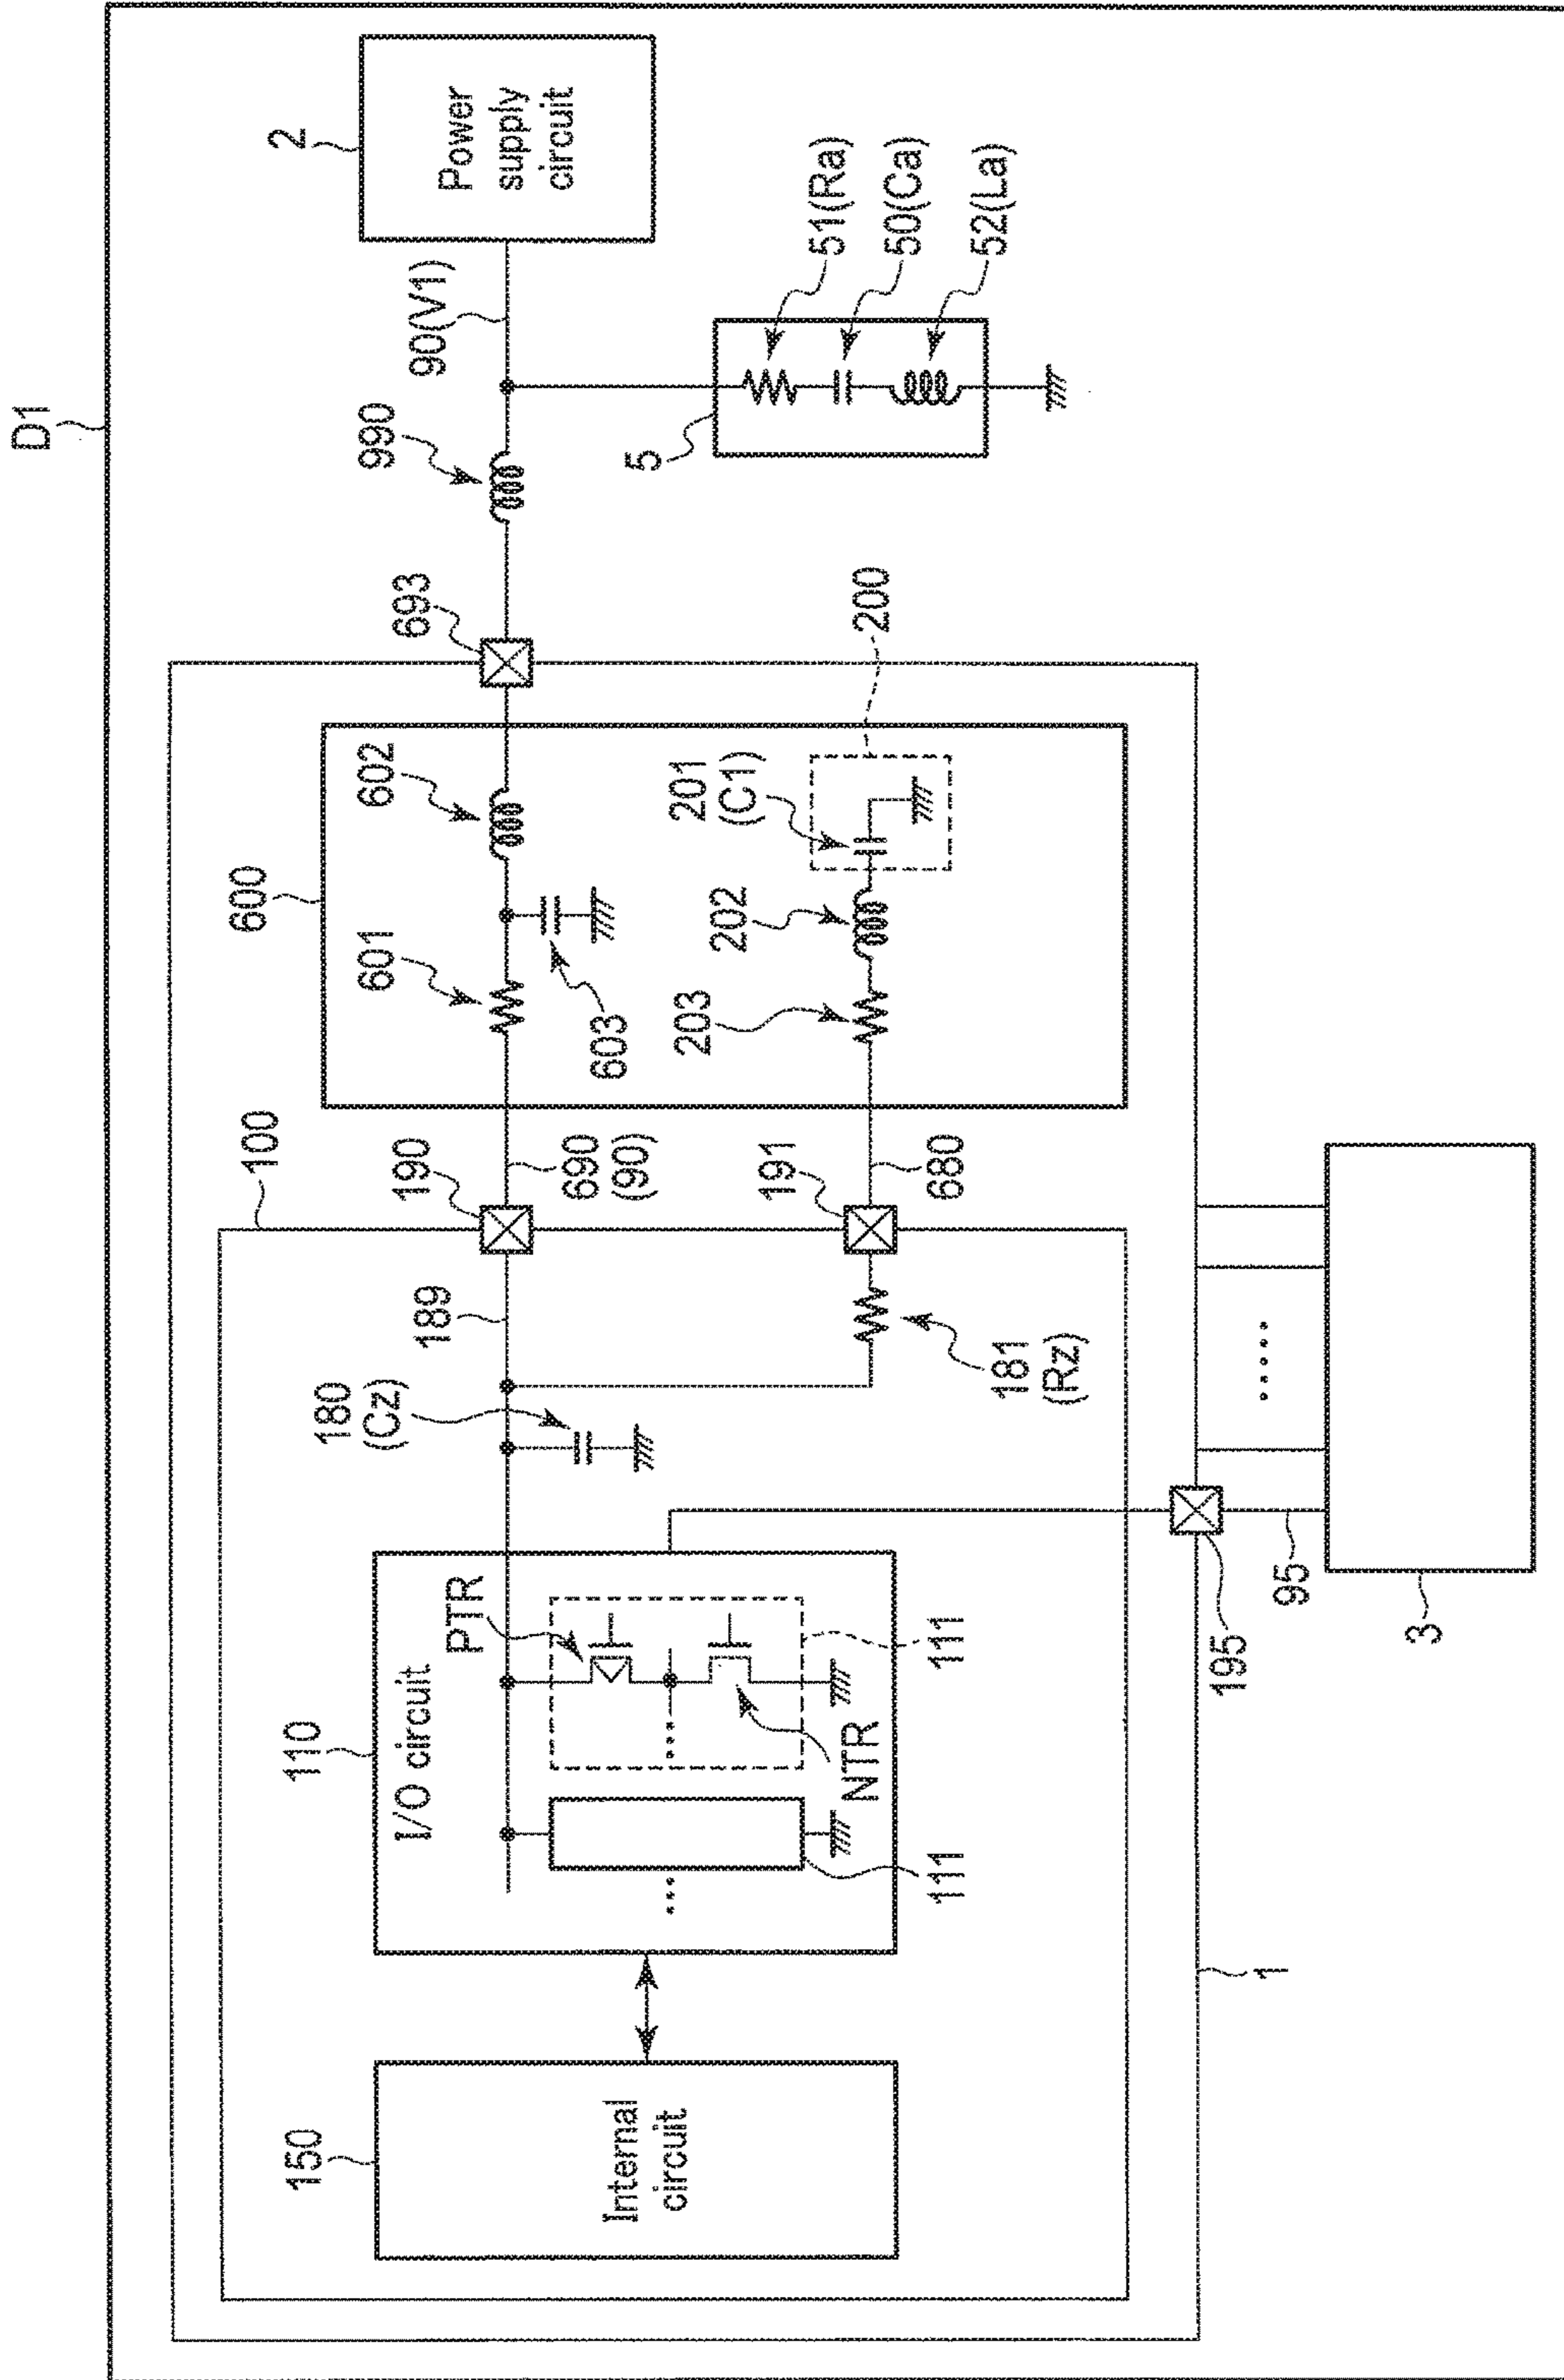 D1
2
Power
supply
circuit
90(V1)
990
5
51(Ra)
50(Ca)
52(La)
693
600
602
601
603
200
201
(C1)
202
203
100
190
690
(90)
191
680
189
180
(Cz)
181
(Rz)
110
I/O circuit
PTR
NTR
111
111
...
...
150
Internal
circuit
195
95
.....
3
1